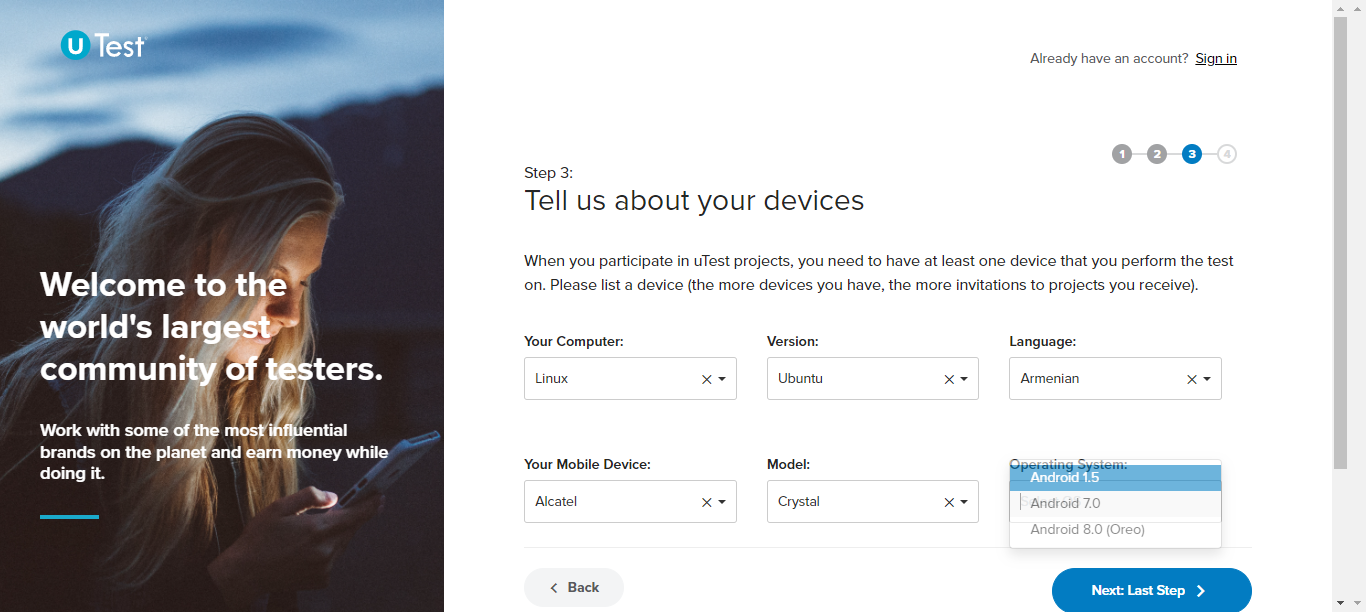 uTest
Already have an account? Sign in
1 2 3 4
Step 3:
Tell us about your devices
Welcome to the
world's largest
community of testers.
Work with some of the most influential
brands on the planet and earn money while
doing it.
When you participate in uTest projects, you need to have at least one device that you perform the test
on. Please list a device (the more devices you have, the more invitations to projects you receive).
Your Computer: Version: Language:
Linux Ubuntu Armenian
Your Mobile Device: Model: Operating System:
Alcatel Crystal
Android 1.5
Android 7.0
Android 8.0 (Oreo)
Back
Next: Last Step